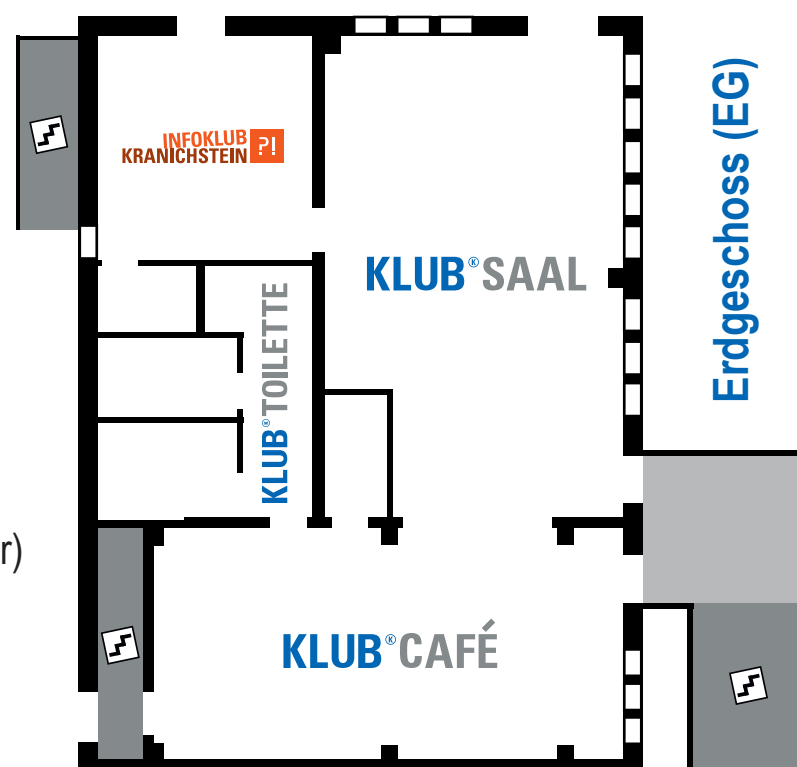 INFOKLUB
KRANICHSTEIN ?!
KLUB®SAAL
Erdgeschoss (EG)
KLUB®TOILETTE
r)
KLUB®CAFÉ